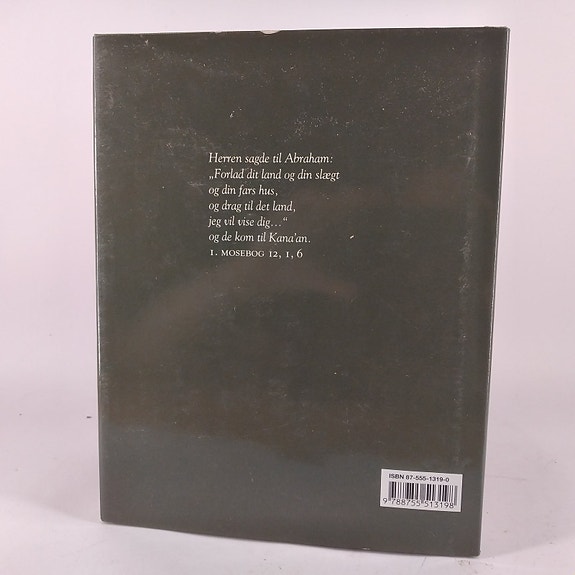 Herren sagde til Abraham:
„Forlad dit land og din slægt
og din fars hus,
og drag til det land,
jeg vil vise dig...“
og de kom til Kana'an.
1. MOSEBOG 12, 1, 6
ISBN 87-555-1319-0
9 788755 513198